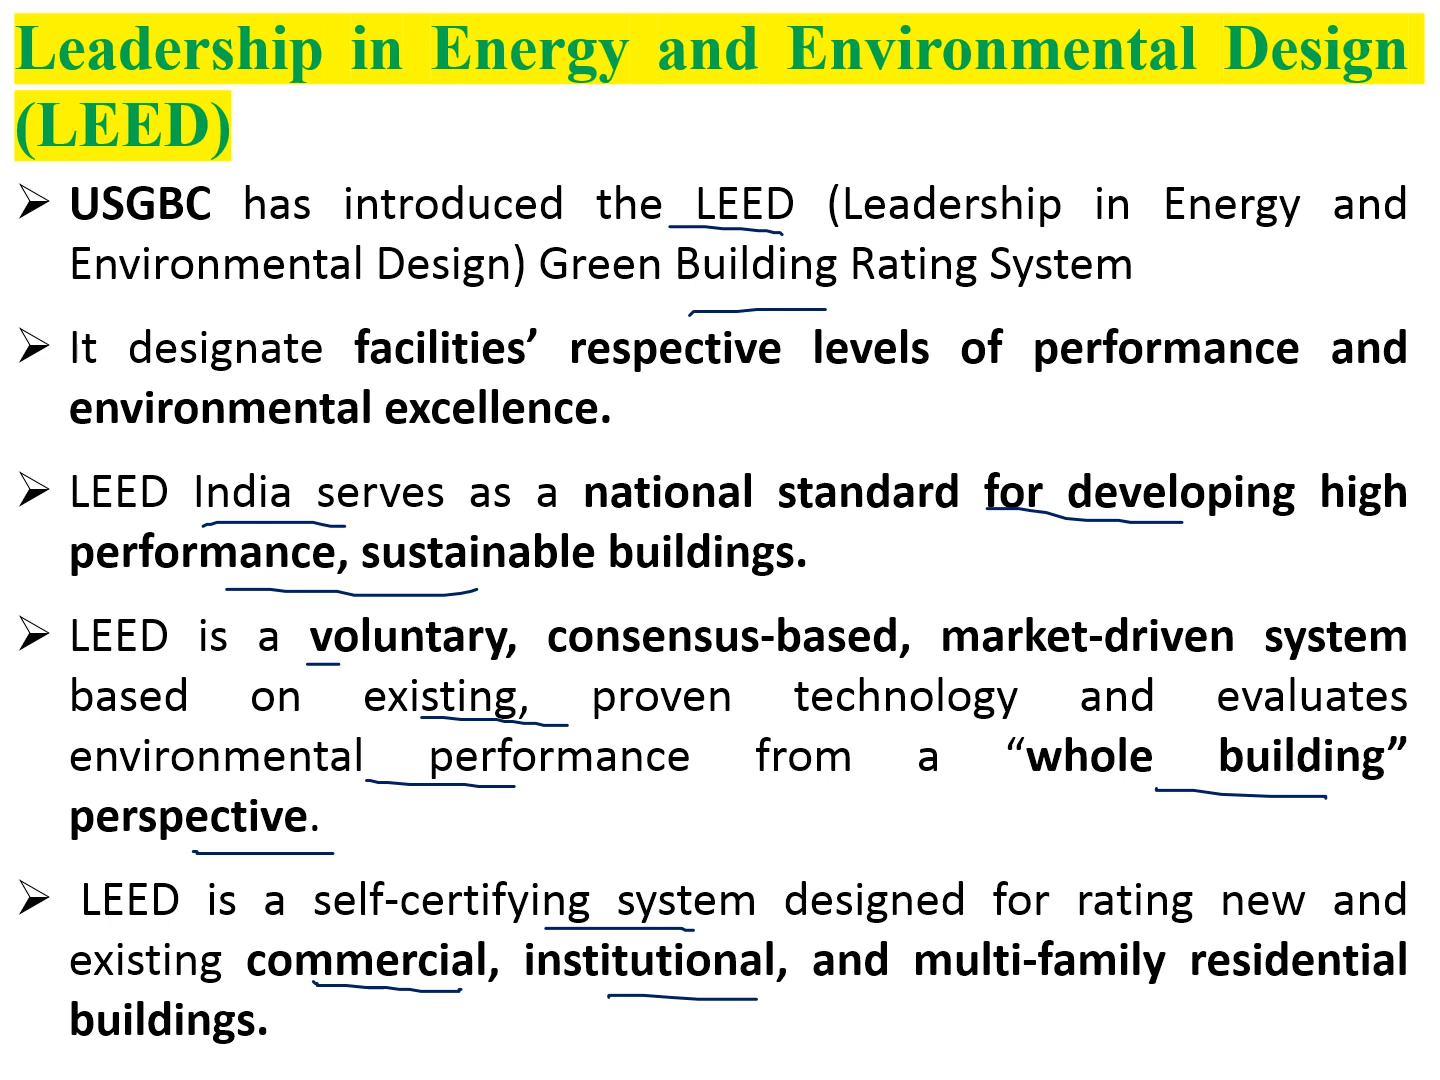 Leadership in Energy and Environmental Design
(LEED)
➢ USGBC has introduced the LEED (Leadership in Energy and
Environmental Design) Green Building Rating System
➢ It designate facilities’ respective levels of performance and
environmental excellence.
➢ LEED India serves as a national standard for developing high
performance, sustainable buildings.
➢ LEED is a voluntary, consensus-based, market-driven system
based on existing, proven technology and evaluates
environmental performance from a “whole building”
perspective.
➢ LEED is a self-certifying system designed for rating new and
existing commercial, institutional, and multi-family residential
buildings.